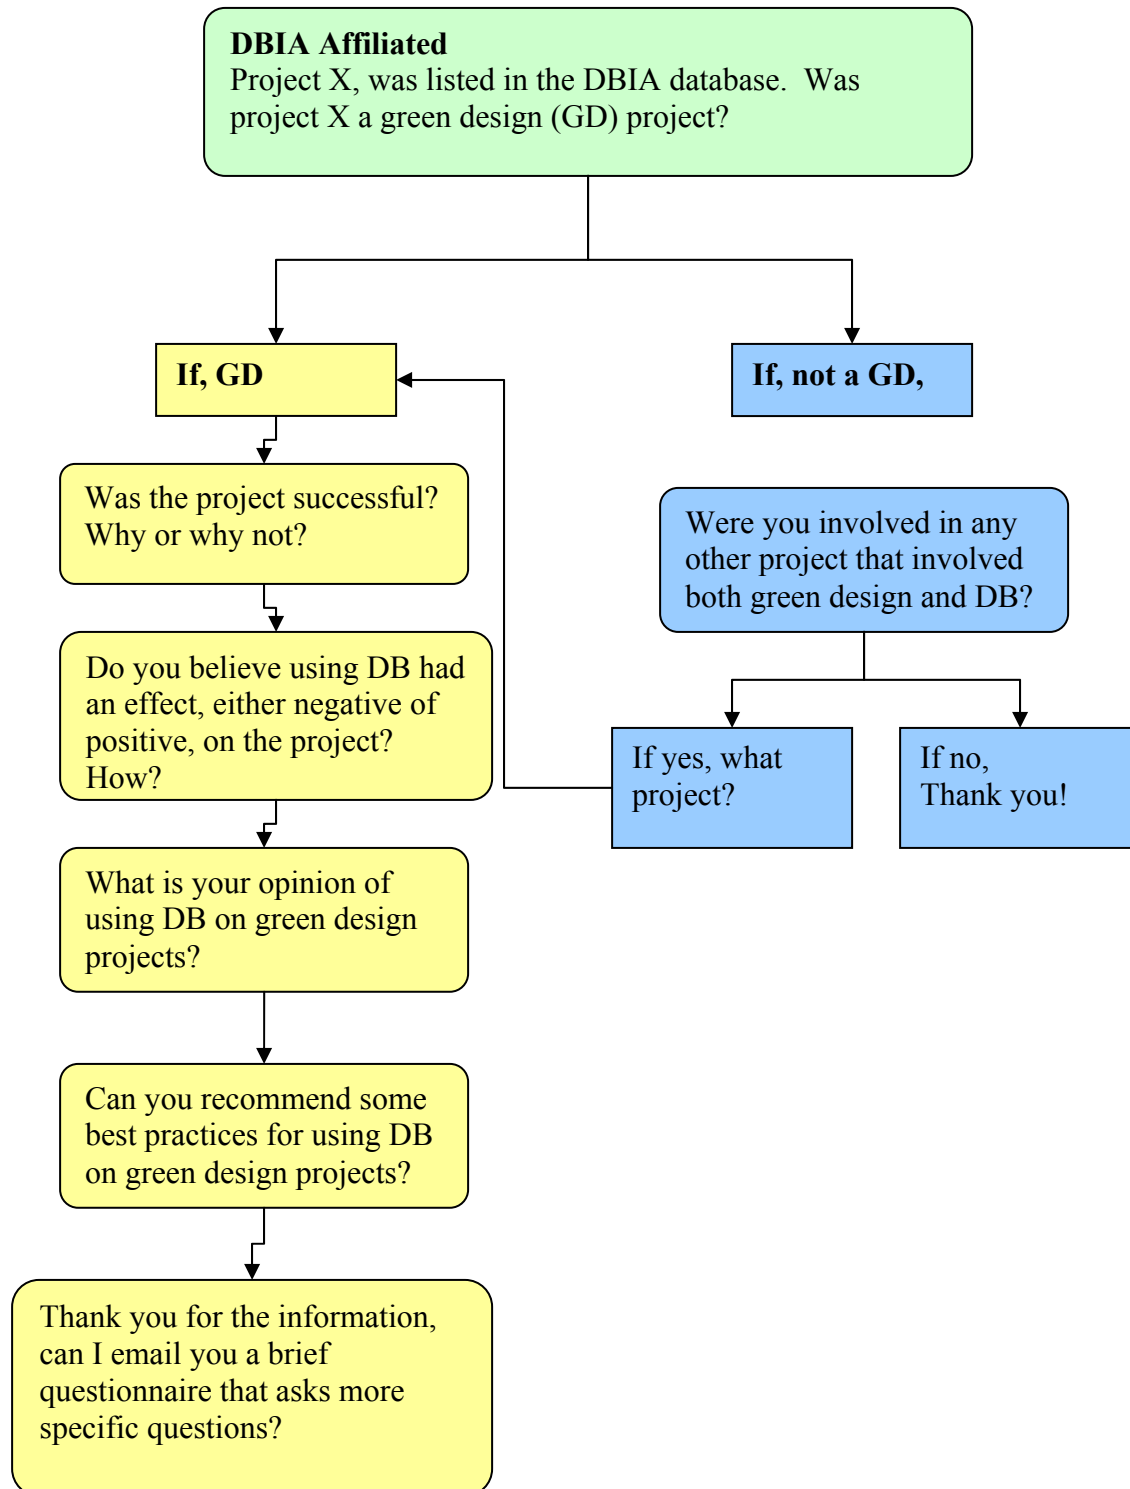 DBIA Affiliated
Project X, was listed in the DBIA database.  Was
project X a green design (GD) project?
If, GD
If, not a GD,
Was the project successful?
Why or why not?
Were you involved in any
other project that involved
both green design and DB?
Do you believe using DB had
an effect, either negative of
positive, on the project?
How?
If yes, what
project?
If no,
Thank you!
What is your opinion of
using DB on green design
projects?
Can you recommend some
best practices for using DB
on green design projects?
Thank you for the information,
can I email you a brief
questionnaire that asks more
specific questions?